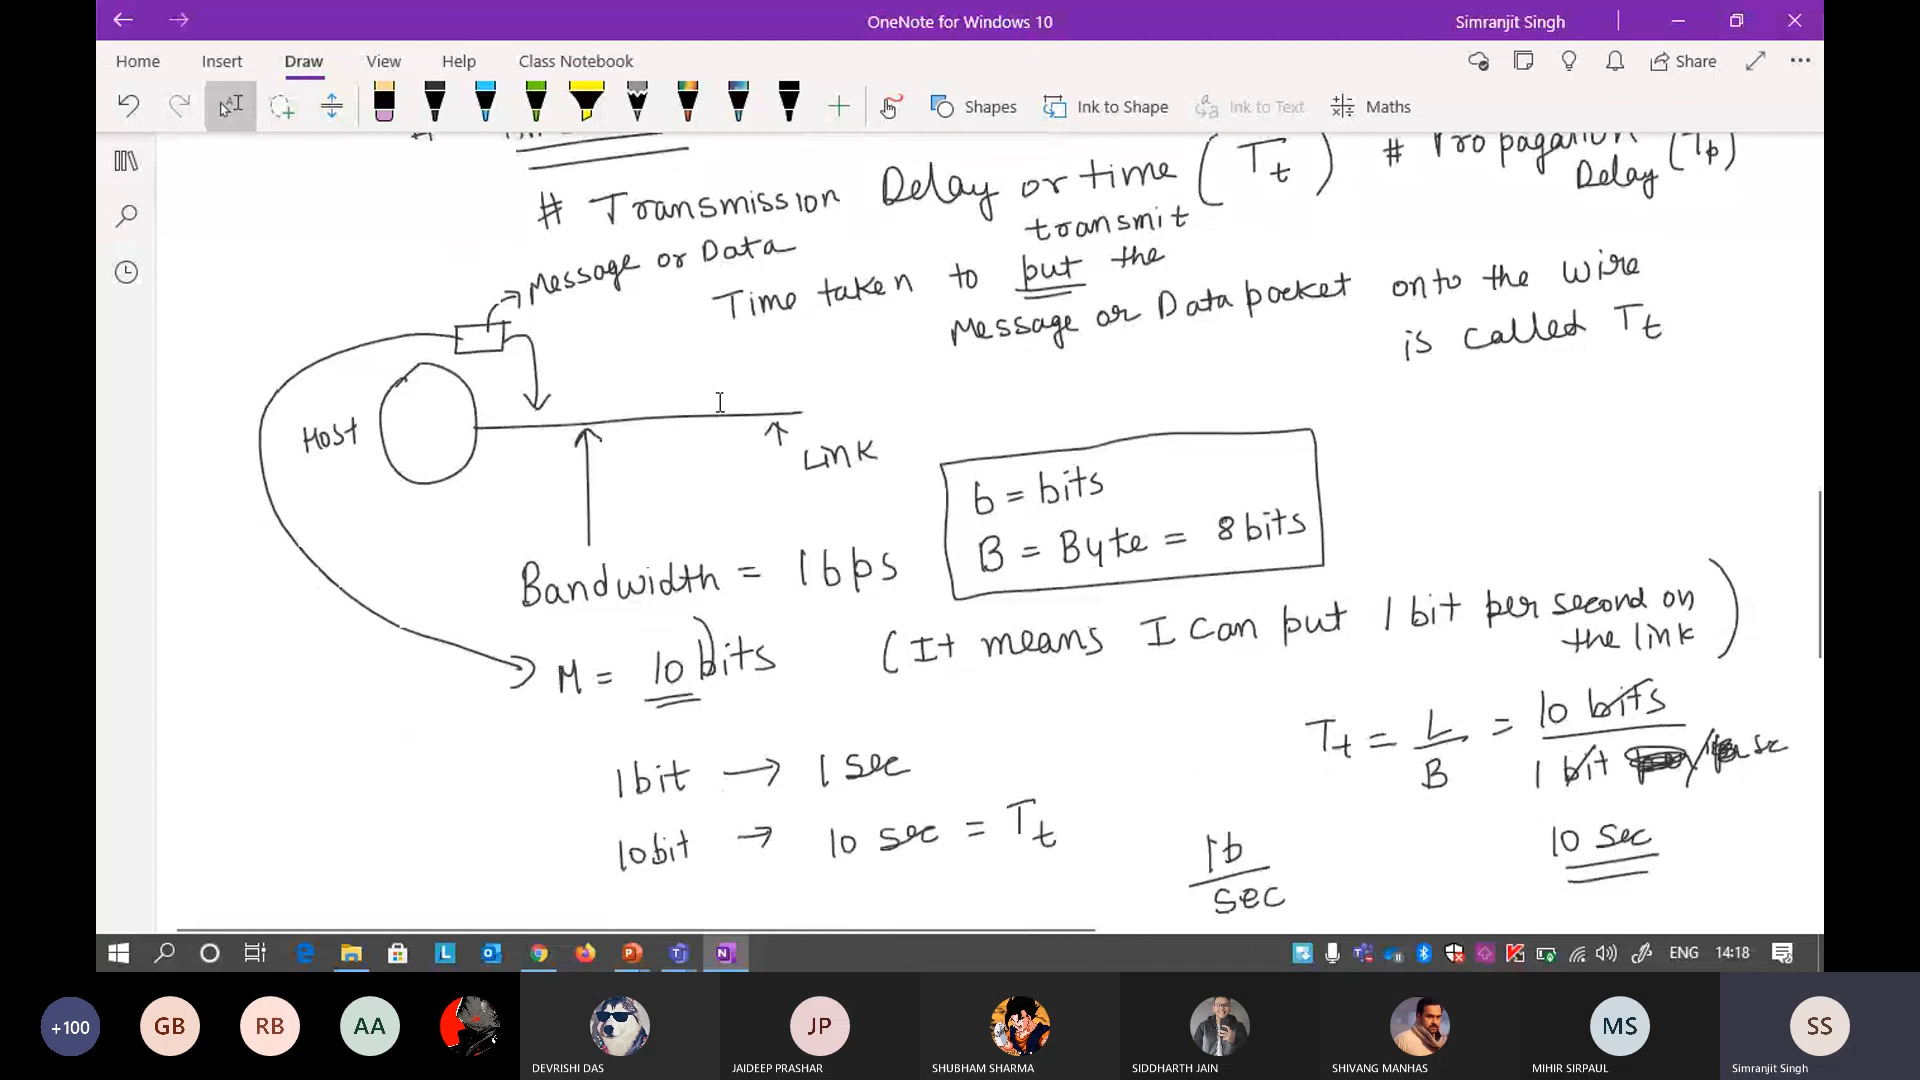 OneNote for Windows 10
Simranjit Singh
Home Insert Draw View Help Class Notebook
Share
Shapes Ink to Shape Ink to Text Maths
# Transmission Delay or time (Tt) # Propagation Delay (Tp)
Message or Data
transmit
Time taken to put the
Message or Data packet onto the wire
is called Tt
Host
Link
b = bits
B = Byte = 8 bits
Bandwidth = 1 bps
(It means I can put 1 bit per second on
the link)
M = 10 bits
Tt = L/B = 10 bits / 1 bit / sec
1 bit → 1 sec
10 bit → 10 sec = Tt
1b
sec
10 sec
ENG 14:18
+100 GB RB AA JP MS SS
DEVRISHI DAS JAIDEEP PRASHAR SHUBHAM SHARMA SIDDHARTH JAIN SHIVANG MANHAS MIHIR SIRPAUL Simranjit Singh